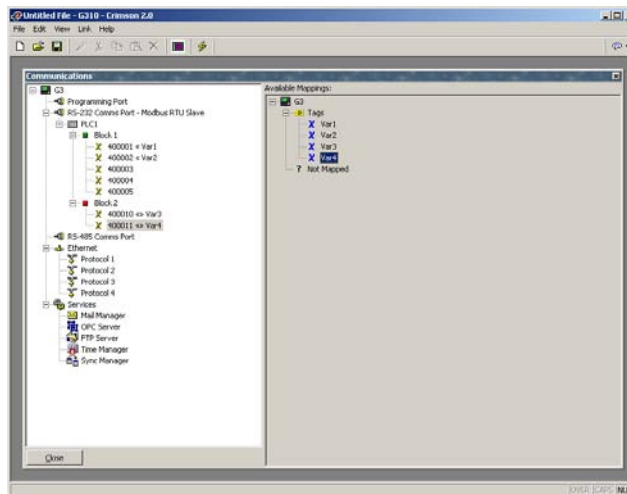 Untitled File - G310 - Crimson 2.0
File Edit View Link Help
Communications
G3
Programming Port
RS-232 Comms Port - Modbus RTU Slave
PLC1
Block 1
400001 « Var1
400002 « Var2
400003
400004
400005
Block 2
400010 «» Var3
400011 «» Var4
RS-485 Comms Port
Ethernet
Protocol 1
Protocol 2
Protocol 3
Protocol 4
Services
Mail Manager
OPC Server
FTP Server
Time Manager
Sync Manager
Close
Available Mappings:
G3
Tags
Var1
Var2
Var3
Var4
? Not Mapped
OVER CAPS NU